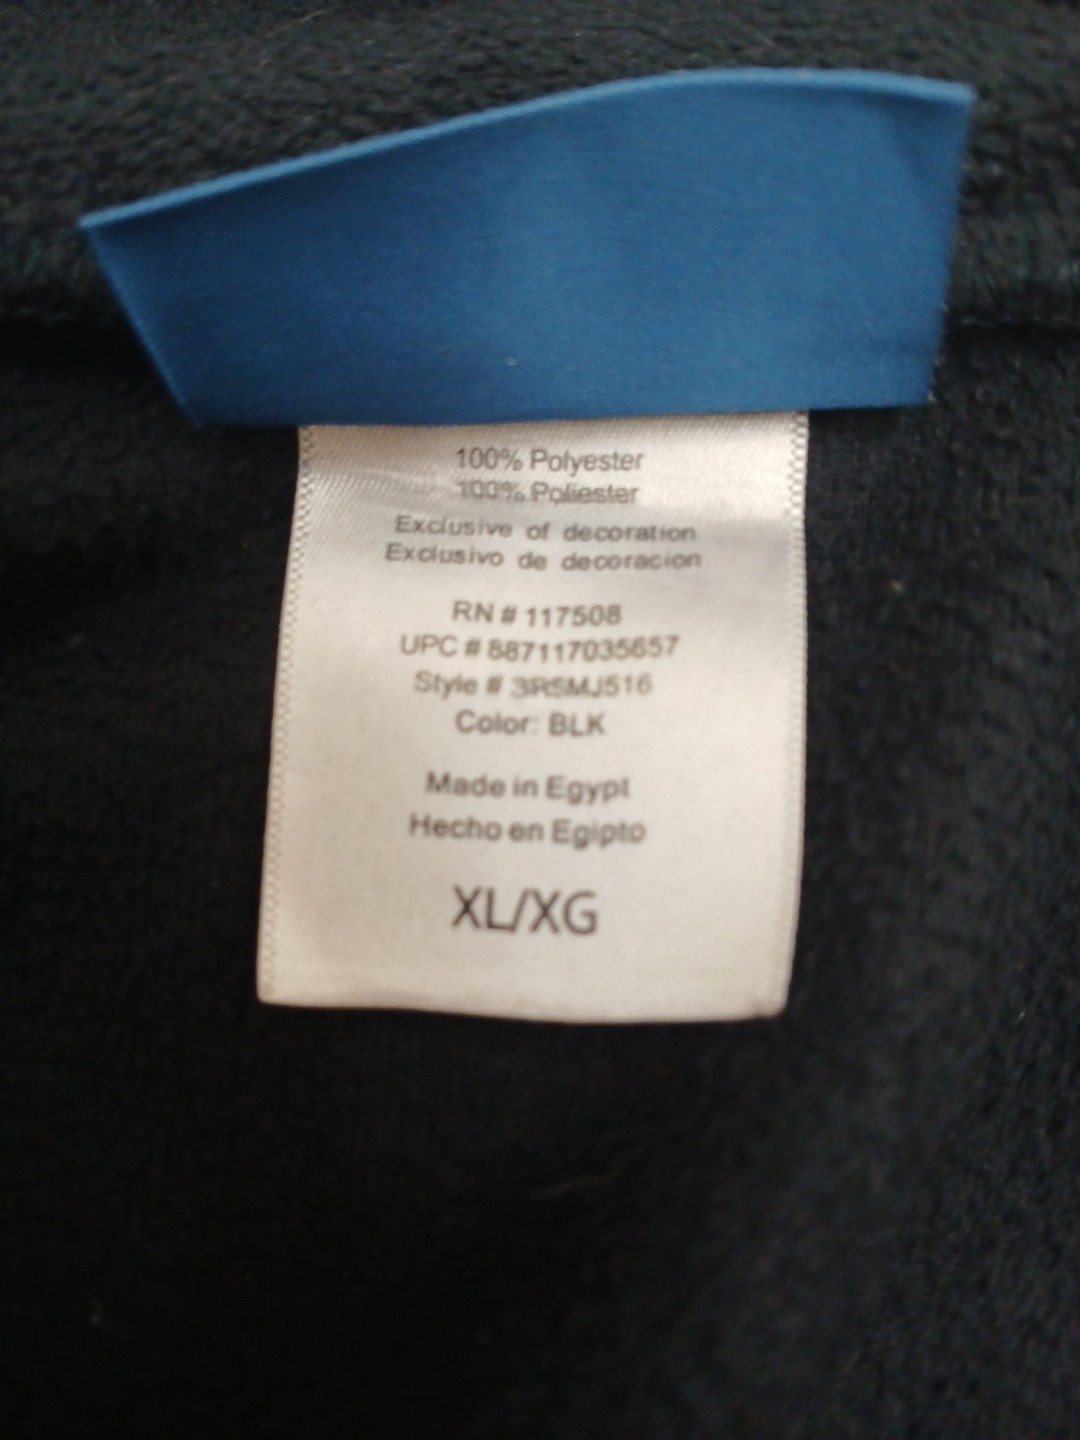 100% Polyester
100% Poliester
Exclusive of decoration
Exclusivo de decoracion
RN # 117508
UPC # 887117035657
Style # 3RSMJ516
Color: BLK
Made in Egypt
Hecho en Egipto
XL/XG